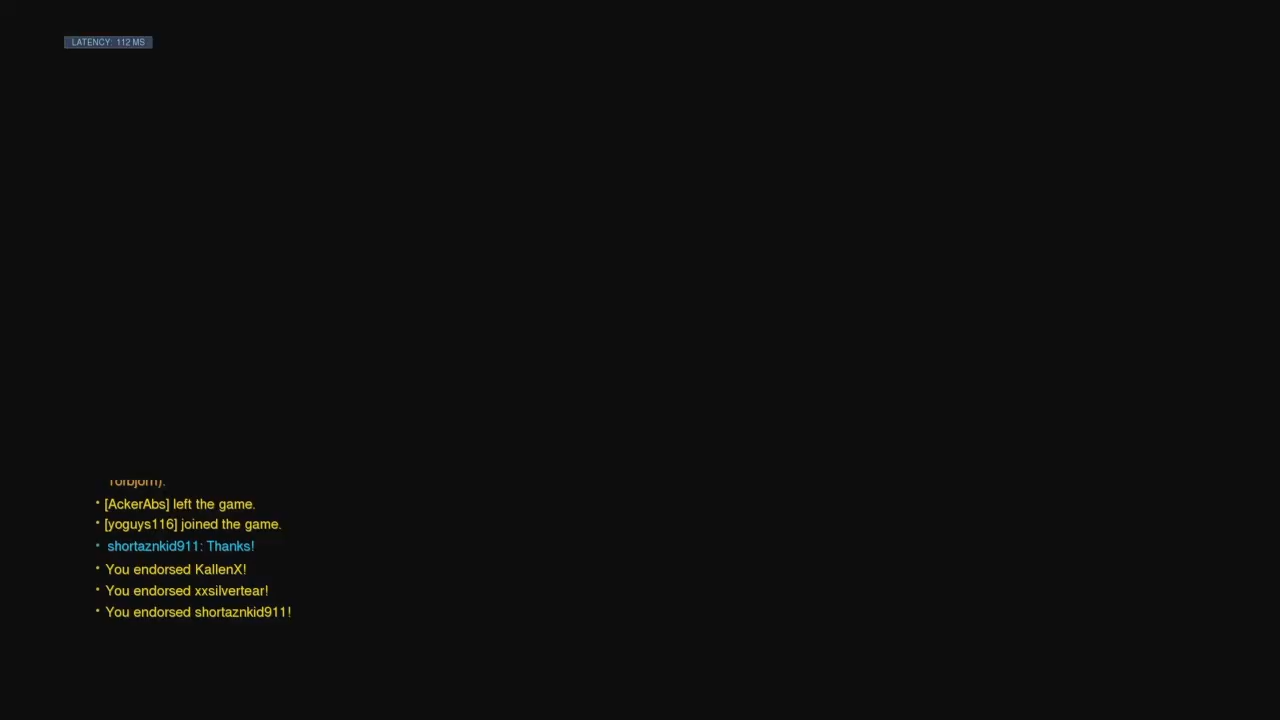 LATENCY: 112 MS
Torbjörn).
• [AckerAbs] left the game.
• [yoguys116] joined the game.
• shortaznkid911: Thanks!
• You endorsed KallenX!
• You endorsed xxsilvertear!
• You endorsed shortaznkid911!